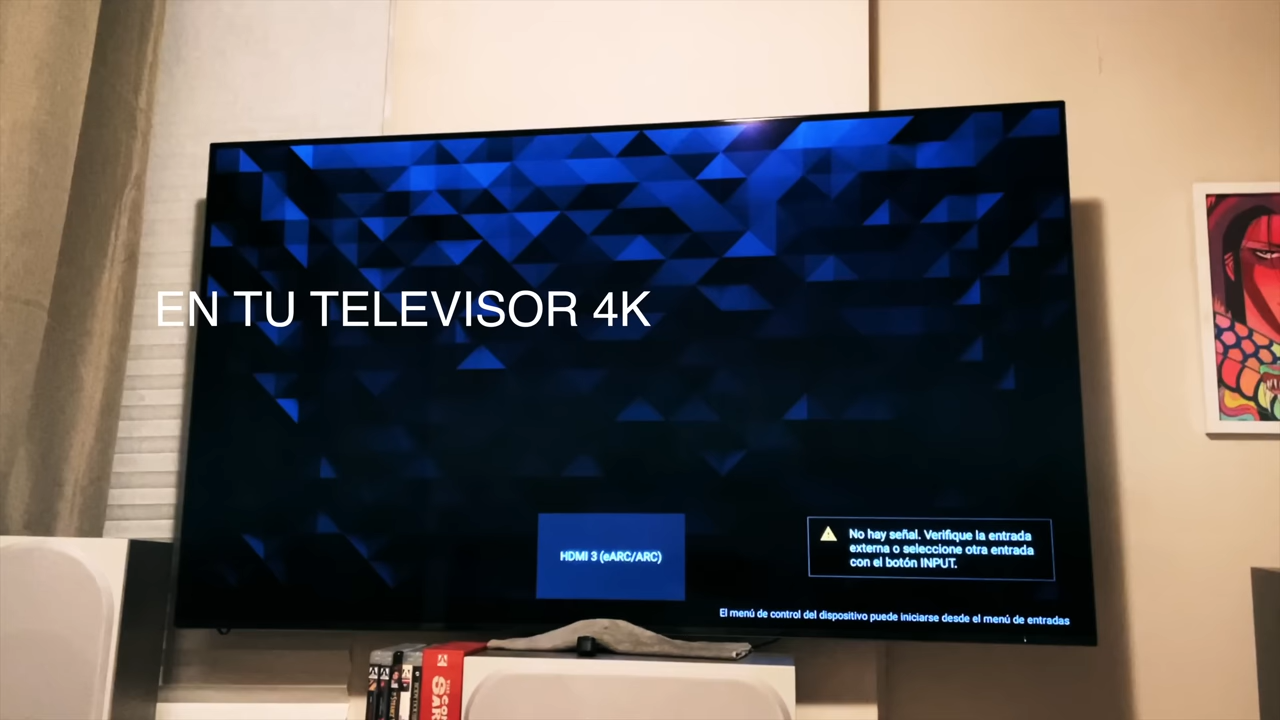 EN TU TELEVISOR 4K
HDMI 3 (eARC/ARC)
No hay señal. Verifique la entrada
externa o seleccione otra entrada
con el botón INPUT.
El menú de control del dispositivo puede iniciarse desde el menú de entradas